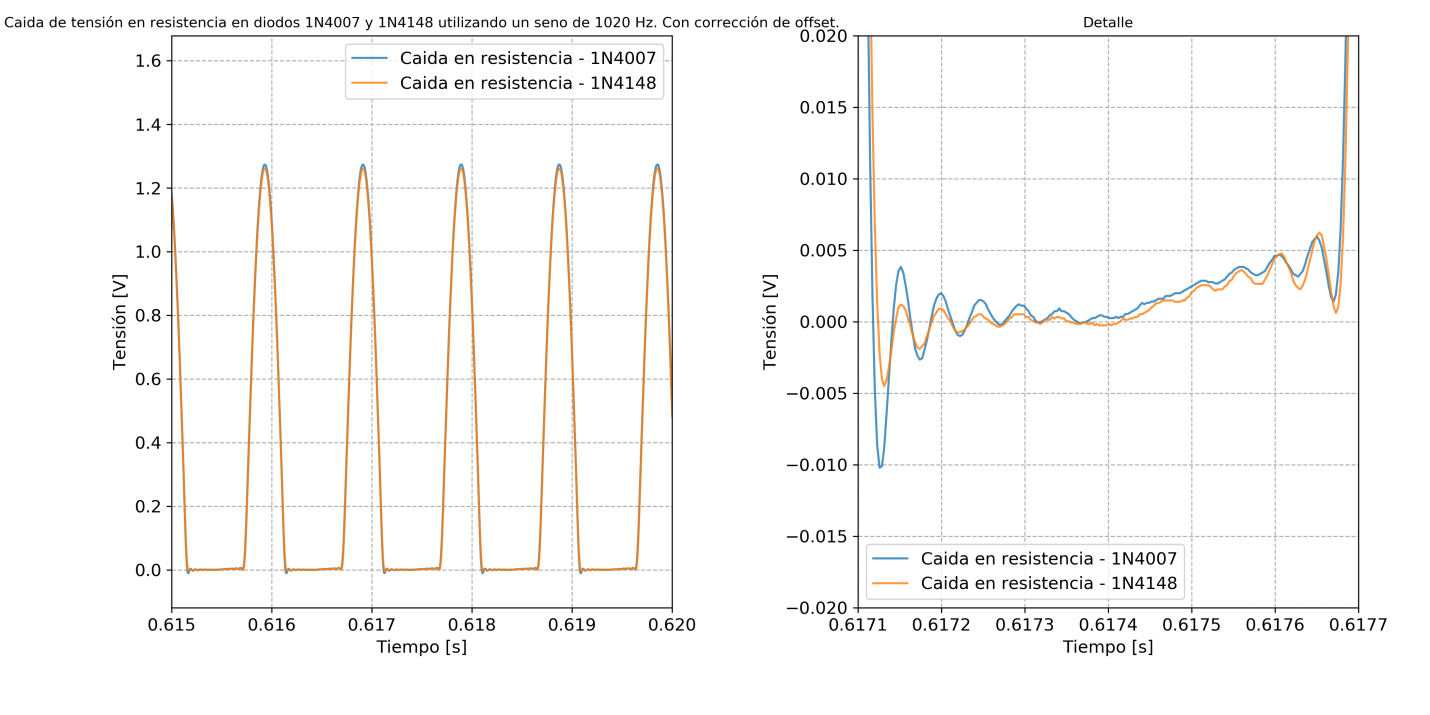 Caida de tensión en resistencia en diodos 1N4007 y 1N4148 utilizando un seno de 1020 Hz. Con corrección de offset.
Caida en resistencia - 1N4007
Caida en resistencia - 1N4148
1.6
1.4
1.2
1.0
0.8
0.6
0.4
0.2
0.0
Tensión [V]
0.615 0.616 0.617 0.618 0.619 0.620
Tiempo [s]
Detalle
0.020
0.015
0.010
0.005
0.000
−0.005
−0.010
−0.015
−0.020
Tensión [V]
Caida en resistencia - 1N4007
Caida en resistencia - 1N4148
0.6171 0.6172 0.6173 0.6174 0.6175 0.6176 0.6177
Tiempo [s]